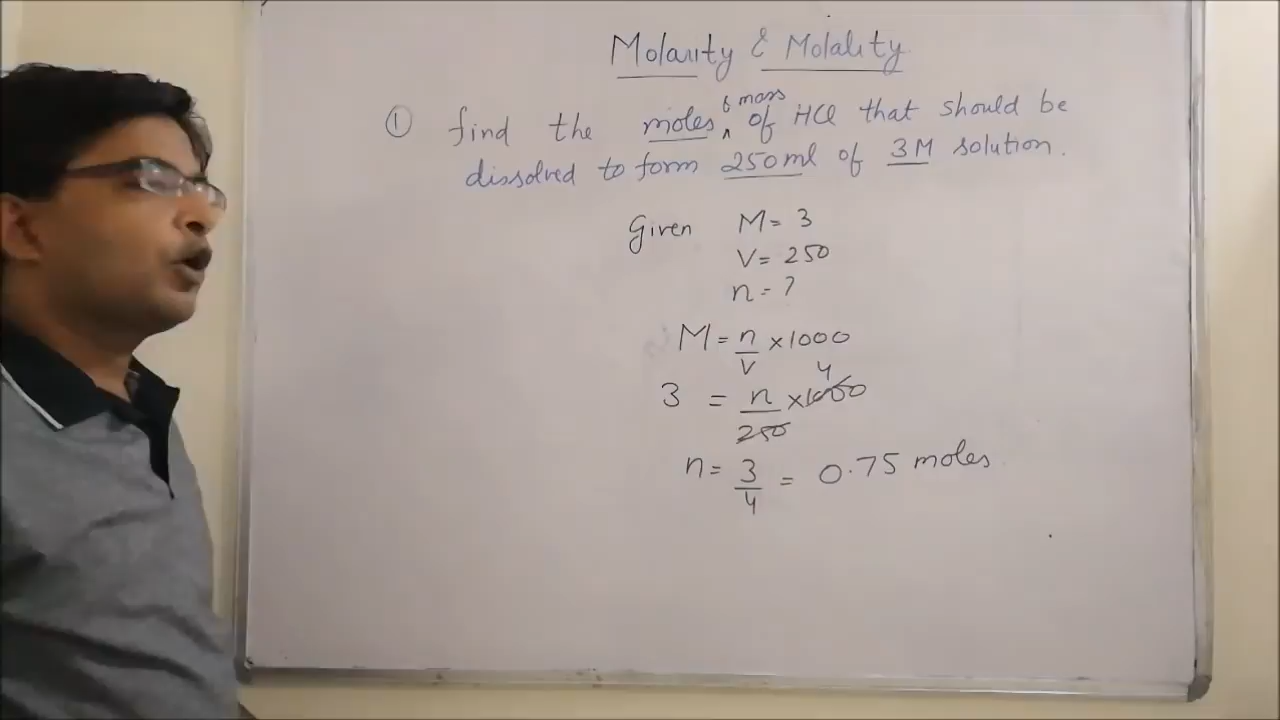 Molarity & Molality
① find the moles & mass of HCl that should be
dissolved to form 250ml of 3M solution.
Given M = 3
V = 250
n = ?
M = n/V ×1000
4
3 = n/250 ×1000
n = 3/4 = 0.75 moles